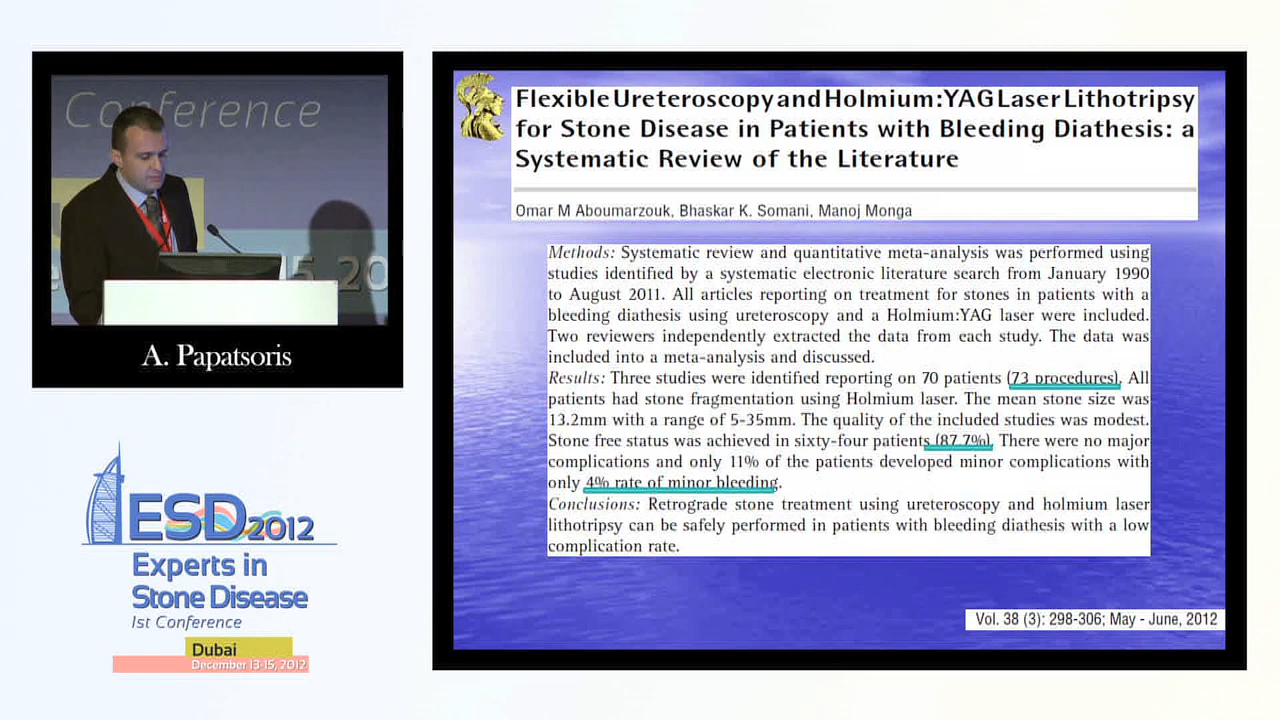 Conference
15, 20
A. Papatsoris
ESD2012
Experts in
Stone Disease
1st Conference
Dubai
December 13-15, 2012
Flexible Ureteroscopy and Holmium:YAG Laser Lithotripsy
for Stone Disease in Patients with Bleeding Diathesis: a
Systematic Review of the Literature
Omar M Aboumarzouk, Bhaskar K. Somani, Manoj Monga
Methods: Systematic review and quantitative meta-analysis was performed using
studies identified by a systematic electronic literature search from January 1990
to August 2011. All articles reporting on treatment for stones in patients with a
bleeding diathesis using ureteroscopy and a Holmium:YAG laser were included.
Two reviewers independently extracted the data from each study. The data was
included into a meta-analysis and discussed.
Results: Three studies were identified reporting on 70 patients (73 procedures). All
patients had stone fragmentation using Holmium laser. The mean stone size was
13.2mm with a range of 5-35mm. The quality of the included studies was modest.
Stone free status was achieved in sixty-four patients (87.7%). There were no major
complications and only 11% of the patients developed minor complications with
only 4% rate of minor bleeding.
Conclusions: Retrograde stone treatment using ureteroscopy and holmium laser
lithotripsy can be safely performed in patients with bleeding diathesis with a low
complication rate.
Vol. 38 (3): 298-306; May - June, 2012